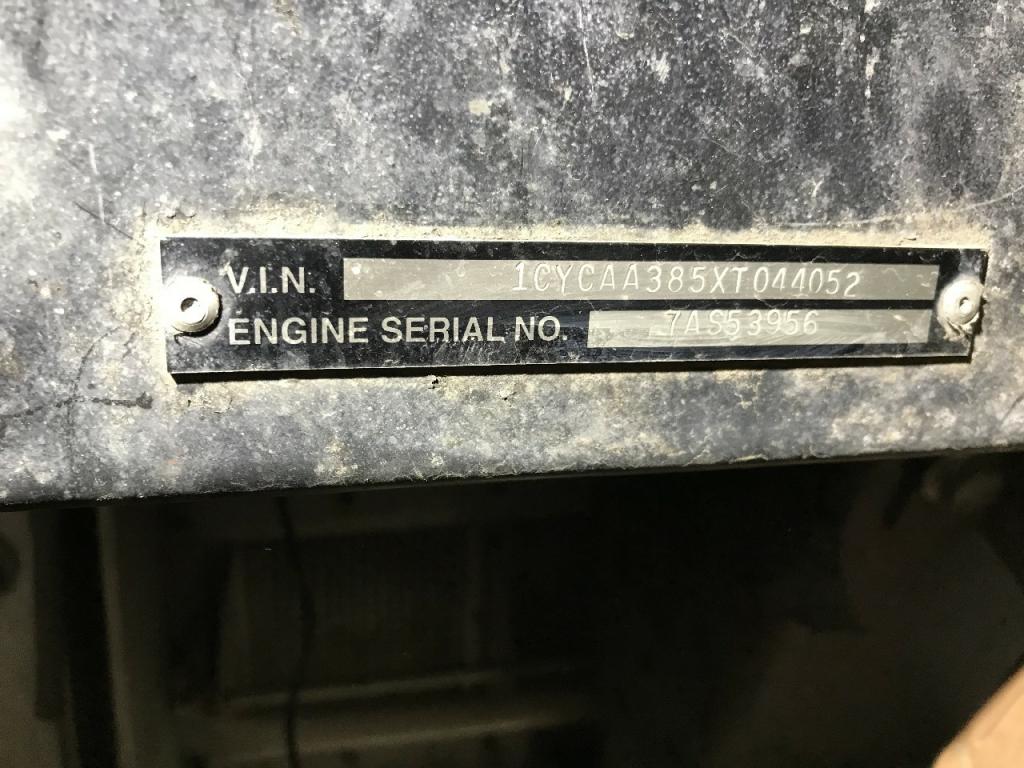 V.I.N. 1CYCAA385XT044052
ENGINE SERIAL NO. 7AS53956